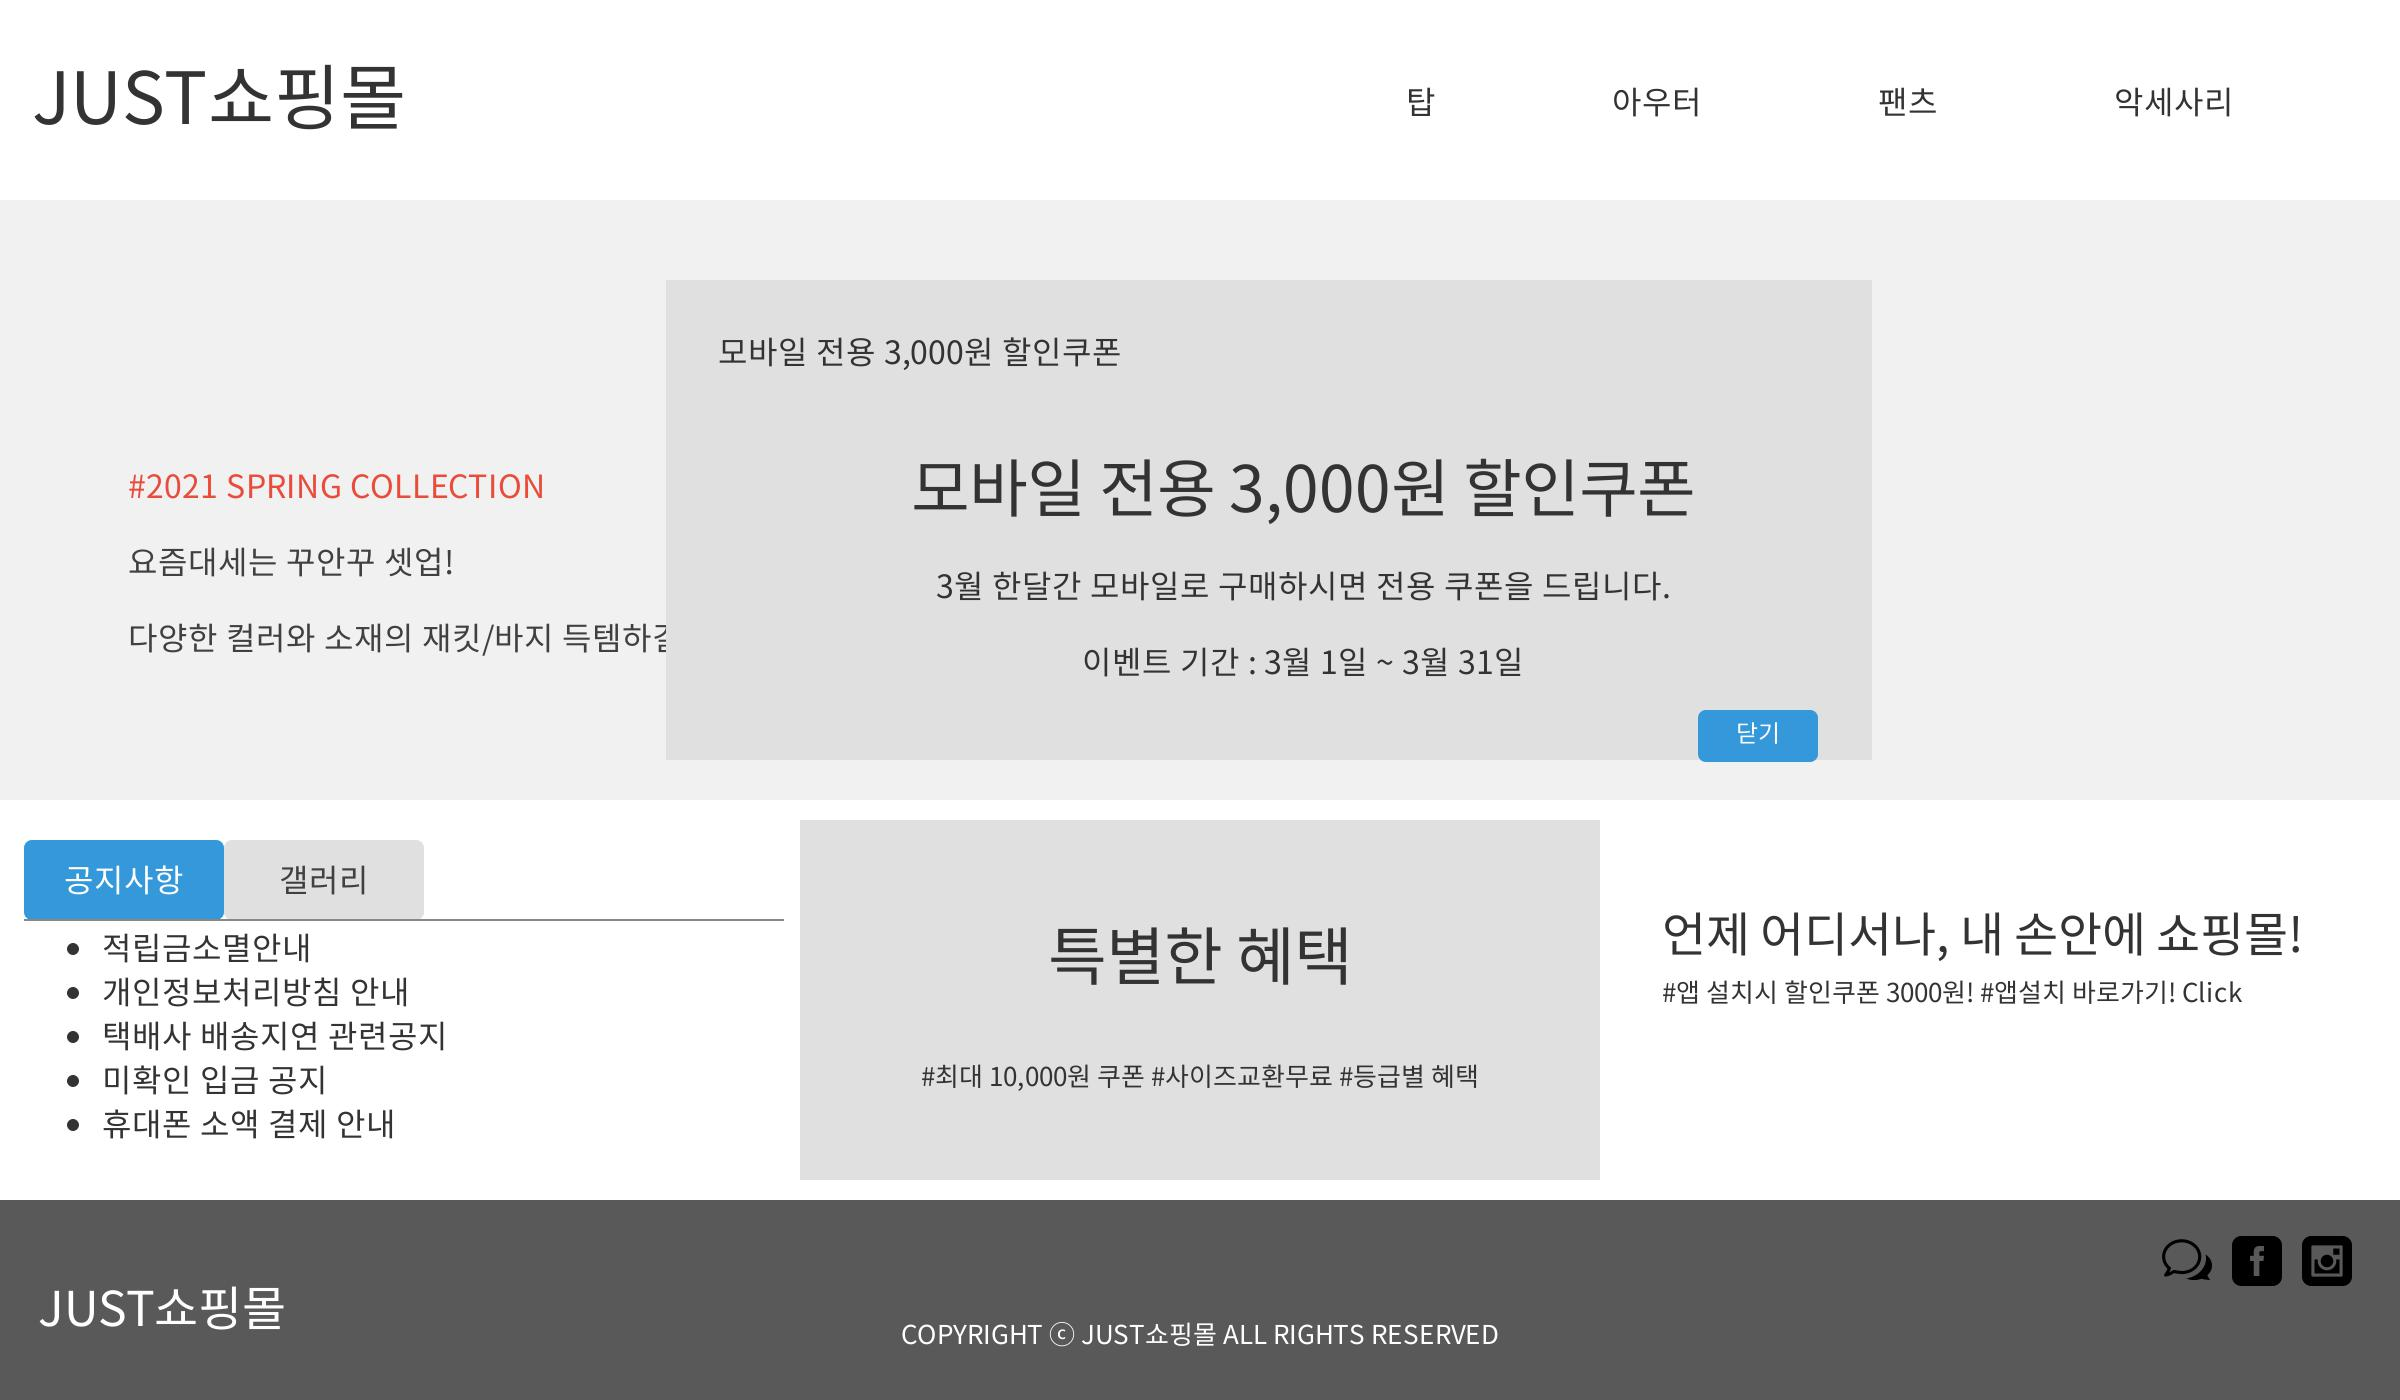 JUST쇼핑몰
탑
아우터
팬츠
악세사리
모바일 전용 3,000원 할인쿠폰
#2021 SPRING COLLECTION
요즘대세는 꾸안꾸 셋업!
다양한 컬러와 소재의 재킷/바지
모바일 전용 3,000원 할인쿠폰
3월 한달간 모바일로 구매하시면 전용 쿠폰을 드립니다.
이벤트 기간 : 3월 1일 ~ 3월 31일
닫기
공지사항
갤러리
적립금소멸안내
개인정보처리방침 안내
택배사 배송지연 관련공지
미확인 입금 공지
휴대폰 소액 결제 안내
특별한 혜택
#최대 10,000원 쿠폰 #사이즈교환무료 #등급별 혜택
언제 어디서나, 내 손안에 쇼핑몰!
#앱 설치시 할인쿠폰 3000원! #앱설치 바로가기! Click
JUST쇼핑몰
COPYRIGHT ⓒ JUST쇼핑몰 ALL RIGHTS RESERVED